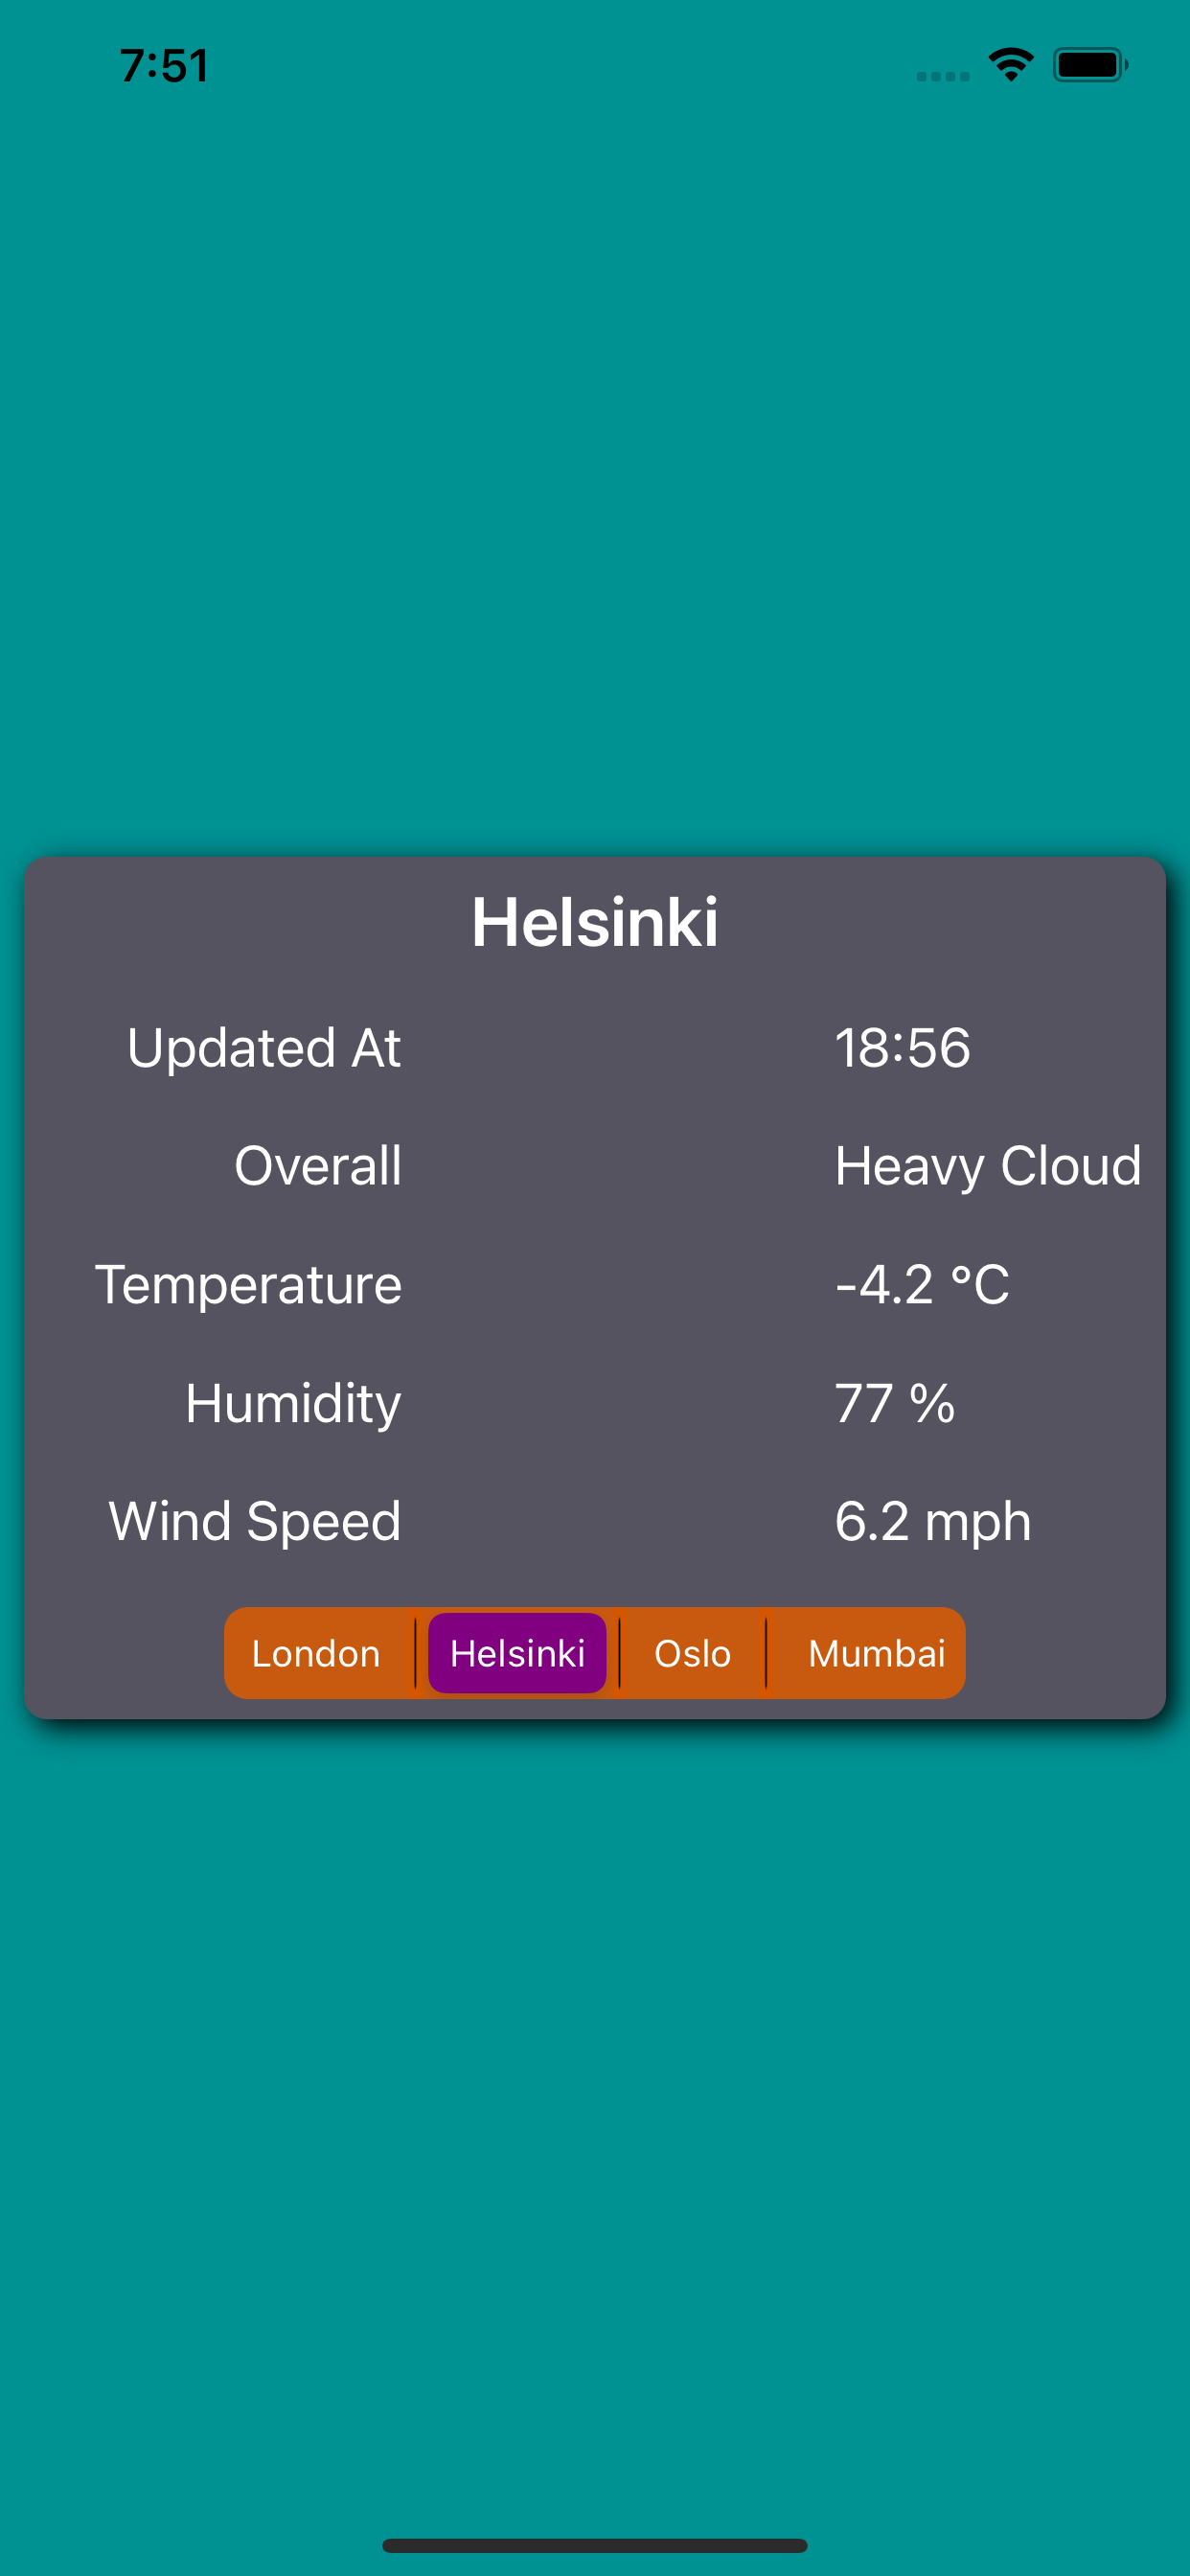 7:51
Helsinki
Updated At 18:56
Overall Heavy Cloud
Temperature -4.2 °C
Humidity 77 %
Wind Speed 6.2 mph
London Helsinki Oslo Mumbai